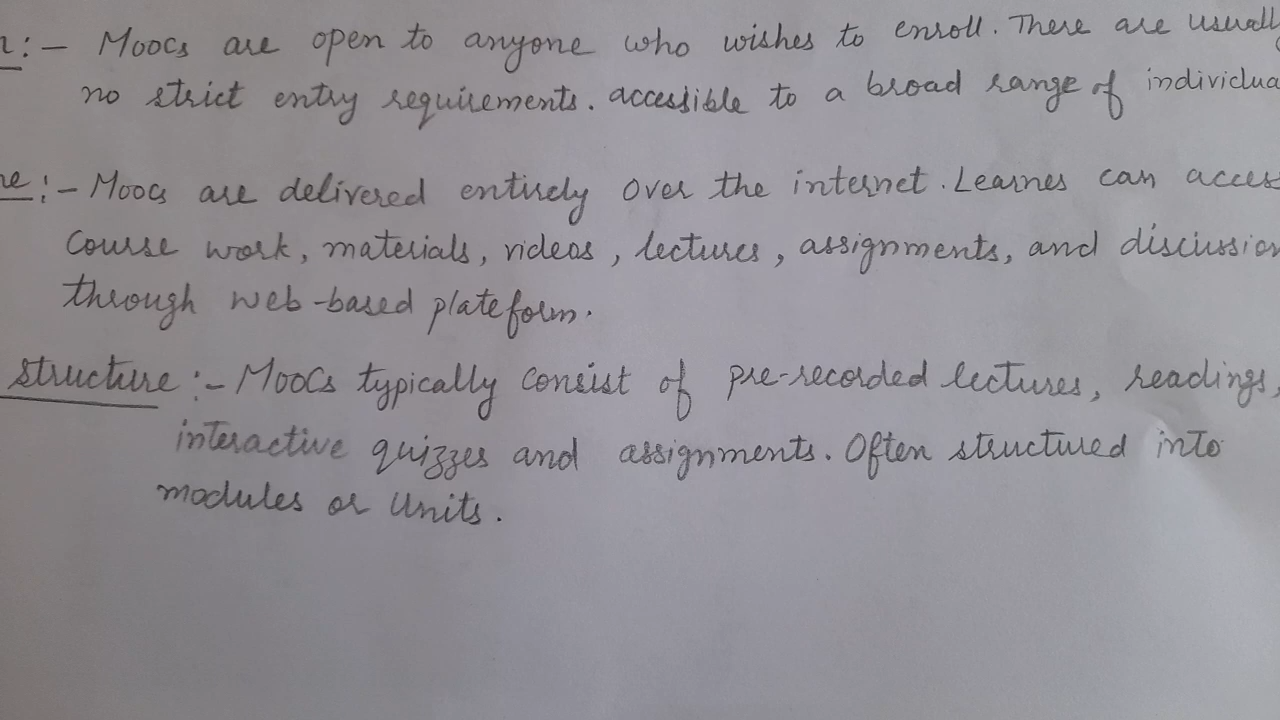 n:- Moocs are open to anyone who wishes to enroll. There are usually
no strict entry requirements. accessible to a broad range of individua
ne:- Moocs are delivered entirely over the internet. Learnes can acces
Course work, materials, videos, lectures, assignments, and discussion
through web-based plateform.
structure:- MOOCs typically consist of pre-recorded lectures, readings,
interactive quizzes and assignments. Often structured into
modules or Units.